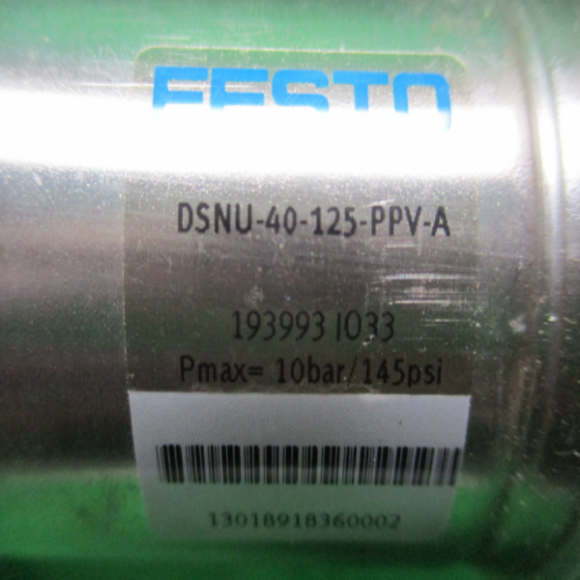 FESTO
DSNU-40-125-PPV-A
193993 I033
Pmax= 10bar/145psi
13018918360002